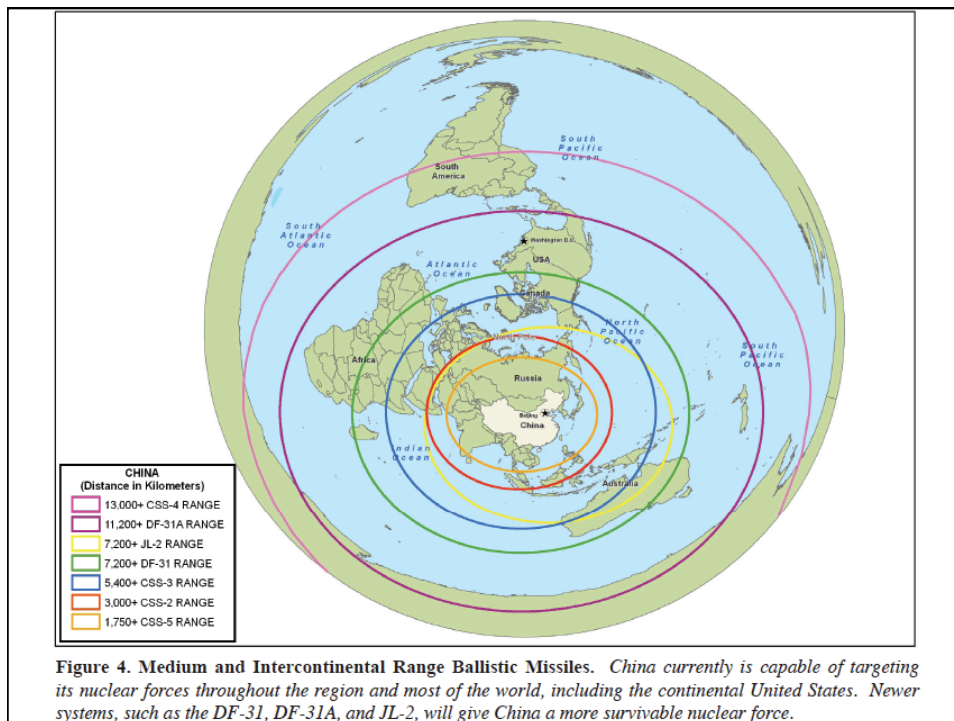 South
Pacific
Ocean
South
America
South
Atlantic
Ocean
Washington D.C.
USA
Atlantic
Ocean
Canada
North
Pacific
Ocean
North Pole
South
Pacific
Ocean
Africa
Russia
Beijing
China
Indian
Ocean
Australia
CHINA
(Distance in Kilometers)
13,000+ CSS-4 RANGE
11,200+ DF-31A RANGE
7,200+ JL-2 RANGE
7,200+ DF-31 RANGE
5,400+ CSS-3 RANGE
3,000+ CSS-2 RANGE
1,750+ CSS-5 RANGE
Figure 4. Medium and Intercontinental Range Ballistic Missiles. China currently is capable of targeting
its nuclear forces throughout the region and most of the world, including the continental United States. Newer
systems, such as the DF-31, DF-31A, and JL-2, will give China a more survivable nuclear force.